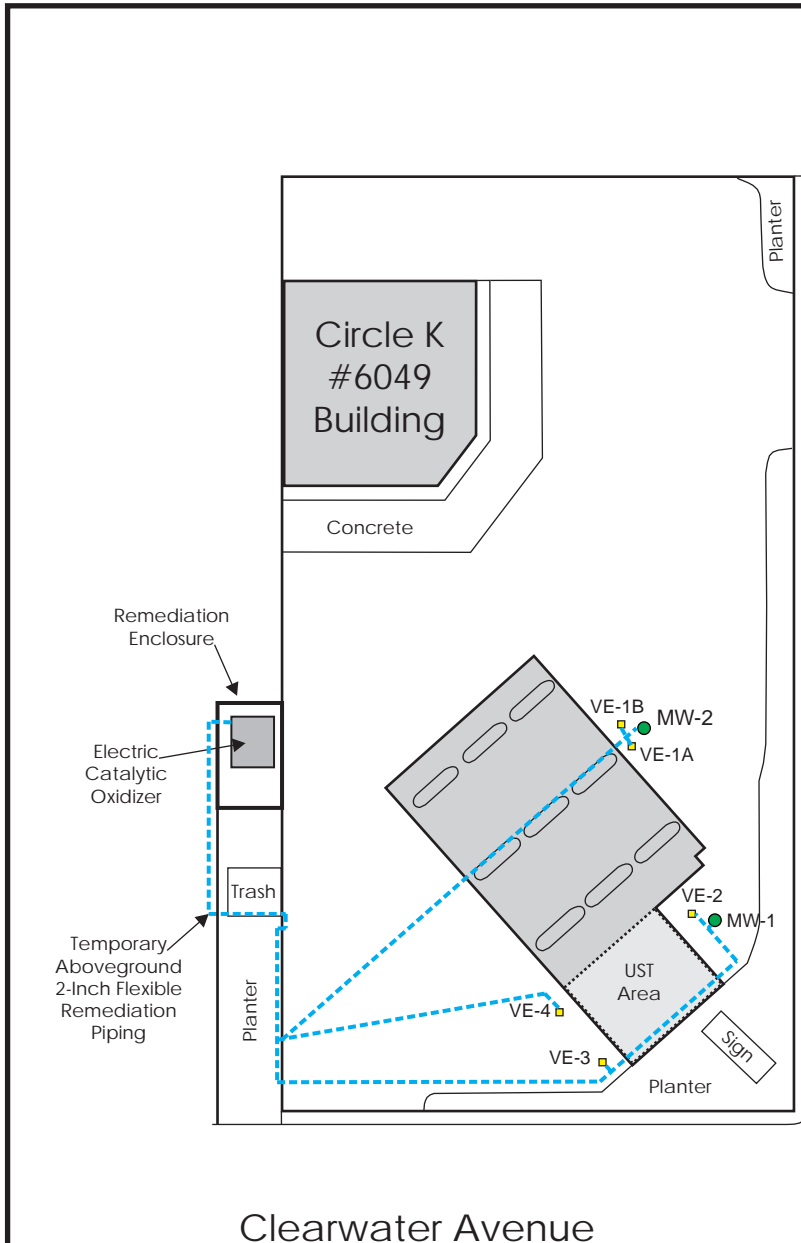 Planter
Circle K
#6049
Building
Concrete
Remediation
Enclosure
VE-1B
MW-2
VE-1A
Electric
Catalytic
Oxidizer
Trash
VE-2
MW-1
Temporary
Aboveground
2-Inch Flexible
Remediation
Piping
Planter
UST
Area
VE-4
Sign
VE-3
Planter
Clearwater Avenue